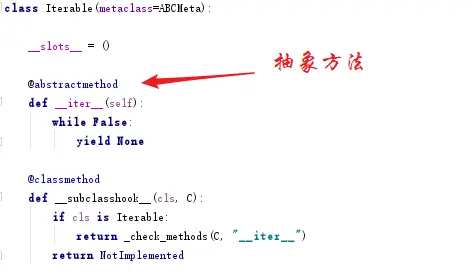 class Iterable(metaclass=ABCMeta):
__slots__ = ()
抽象方法
@abstractmethod
def __iter__(self):
while False:
yield None
@classmethod
def __subclasshook__(cls, C):
if cls is Iterable:
return _check_methods(C, "__iter__")
return NotImplemented